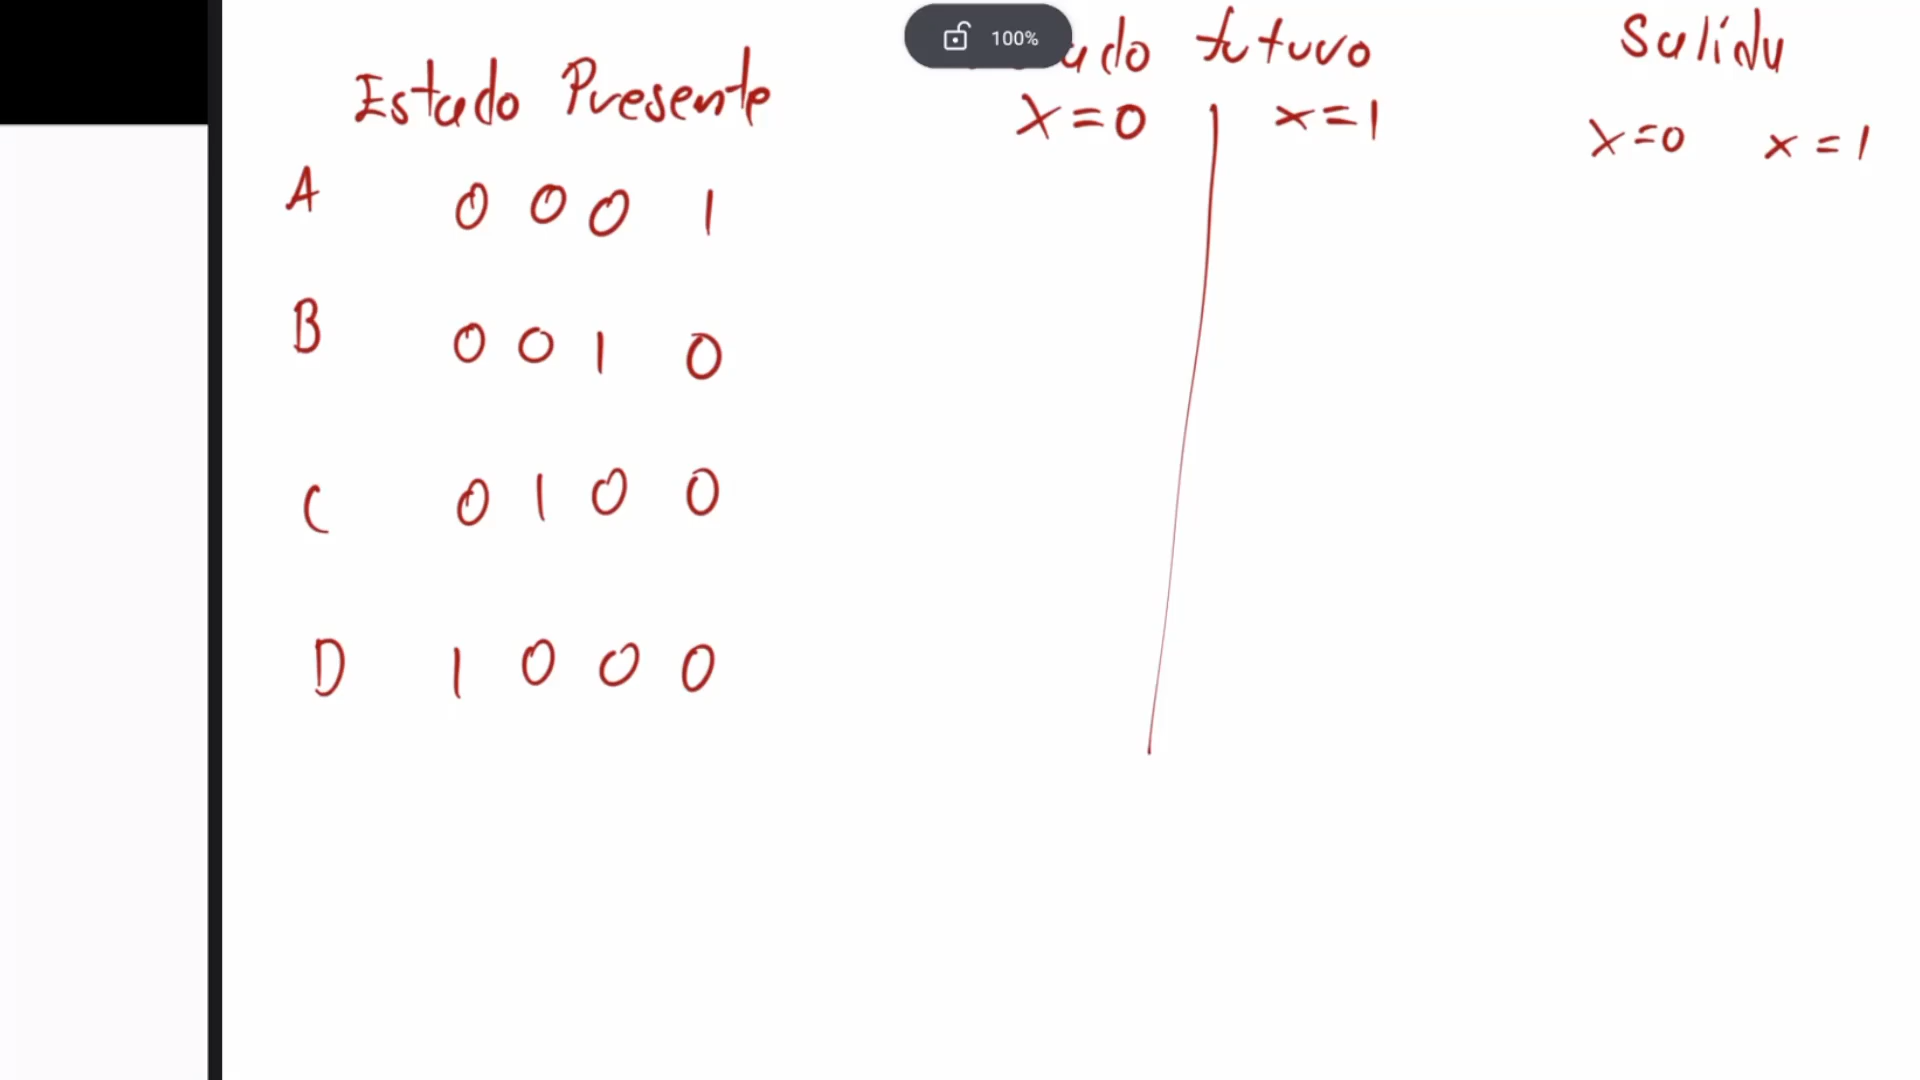 Estado Presente futuro Salida
X=0 x=1 X=0 x=1
A 0 0 0 1
B 0 0 1 0
C 0 1 0 0
D 1 0 0 0
100%